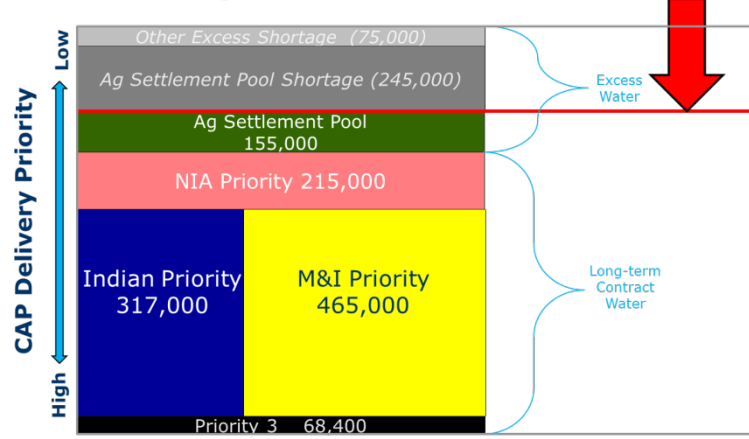 Low
CAP Delivery Priority
High
Other Excess Shortage (75,000)
Ag Settlement Pool Shortage (245,000)
Ag Settlement Pool
155,000
NIA Priority 215,000
Indian Priority
317,000
M&I Priority
465,000
Priority 3 68,400
Excess
Water
Long-term
Contract
Water